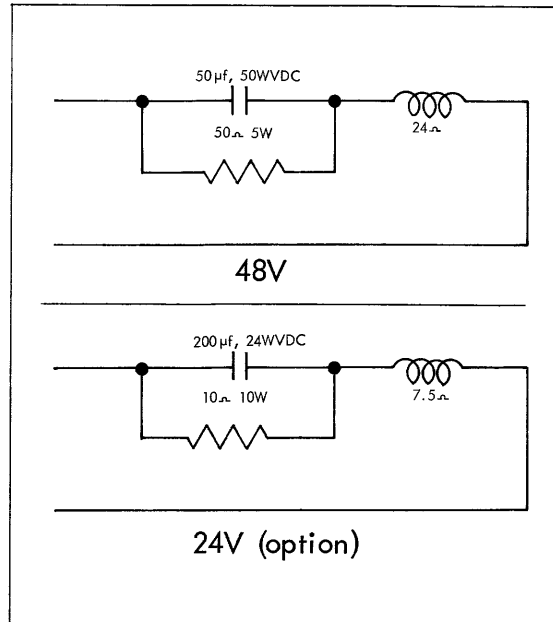 50µf, 50WVDC
50Ω 5W
24Ω
48V
200µf, 24WVDC
10Ω 10W
7.5Ω
24V (option)